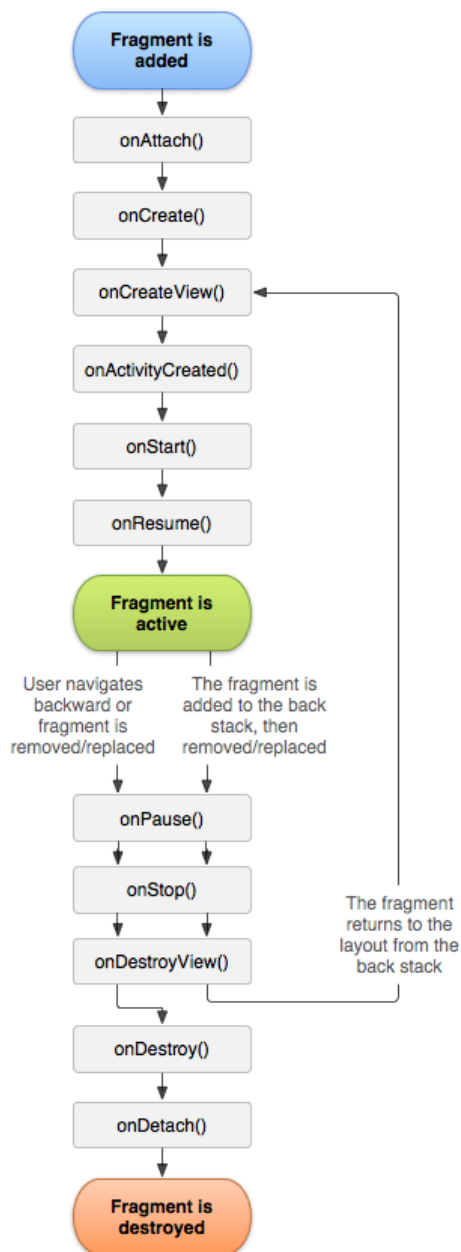 Fragment is
added
onAttach()
onCreate()
onCreateView()
onActivityCreated()
onStart()
onResume()
Fragment is
active
User navigates
backward or
fragment is
removed/replaced
The fragment is
added to the back
stack, then
removed/replaced
onPause()
onStop()
onDestroyView()
The fragment
returns to the
layout from the
back stack
onDestroy()
onDetach()
Fragment is
destroyed